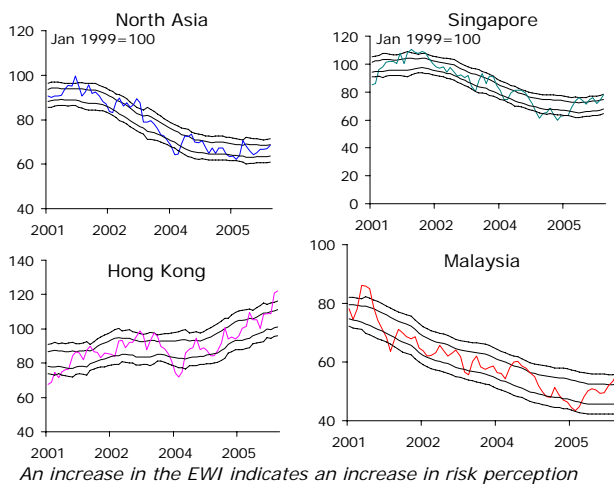 North Asia
Jan 1999=100
120
100
80
60
40
2001 2002 2004 2005
Singapore
Jan 1999=100
120
100
80
60
40
20
0
2001 2002 2004 2005
Hong Kong
140
120
100
80
60
40
2001 2002 2004 2005
Malaysia
100
80
60
40
2001 2002 2004 2005
An increase in the EWI indicates an increase in risk perception